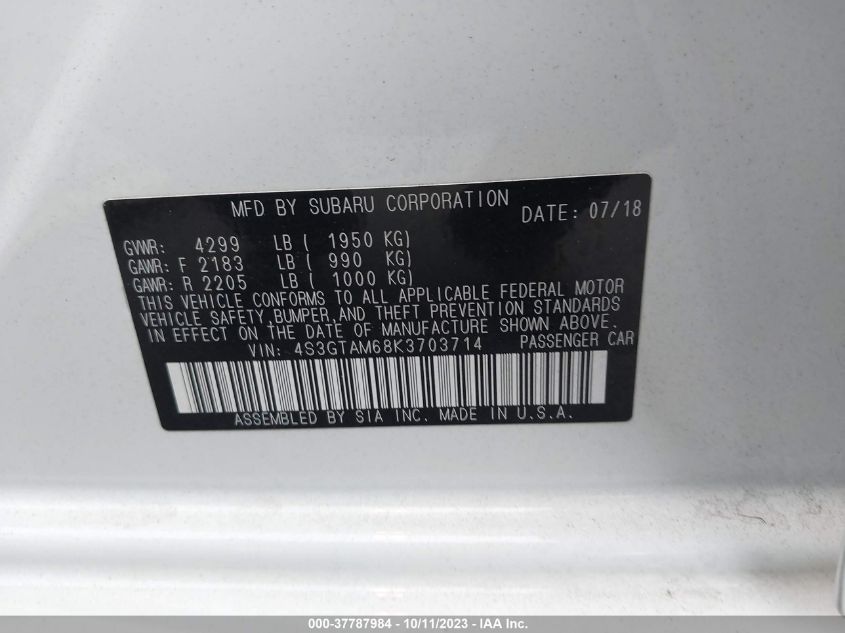 MFD BY SUBARU CORPORATION DATE: 07/18
GVWR: 4299 LB ( 1950 KG)
GAWR: F 2183 LB ( 990 KG)
GAWR: R 2205 LB ( 1000 KG)
THIS VEHICLE CONFORMS TO ALL APPLICABLE FEDERAL MOTOR
VEHICLE SAFETY,BUMPER,AND THEFT PREVENTION STANDARDS
IN EFFECT ON THE DATE OF MANUFACTURE SHOWN ABOVE.
VIN: 4S3GTAM68K3703714 PASSENGER CAR
ASSEMBLED BY SIA INC. MADE IN U.S.A.
000-37787984 - 10/11/2023 - IAA Inc.